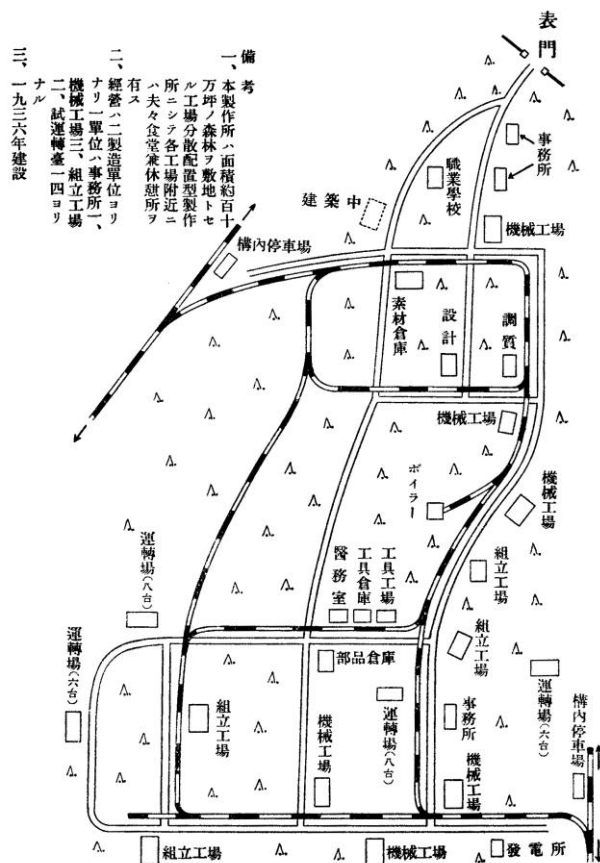 備考
一、本製作所ハ面積約百十
万坪ノ森林ヲ敷地トセ
ル工場分散配置型製作
所ニシテ各工場附近ニ
ハ夫々食堂兼休憩所ヲ
有ス
二、經營ハ二製造單位ヨリ
ナリ一單位ハ事務所一、
機械工場三、組立工場
二、試運轉臺一四ヨリ
ナル
三、一九三六年建設
表門
事務所
職業學校
建築中
機械工場
構内停車場
素材倉庫
設計
調質
機械工場
ボイラー
機械工場
運轉場(八台)
醫務室
工具倉庫
工具工場
組立工場
組立工場
運轉場(六台)
部品倉庫
組立工場
機械工場
運轉場(八台)
事務所
運轉場(六台)
構内停車場
機械工場
組立工場
機械工場
發電所